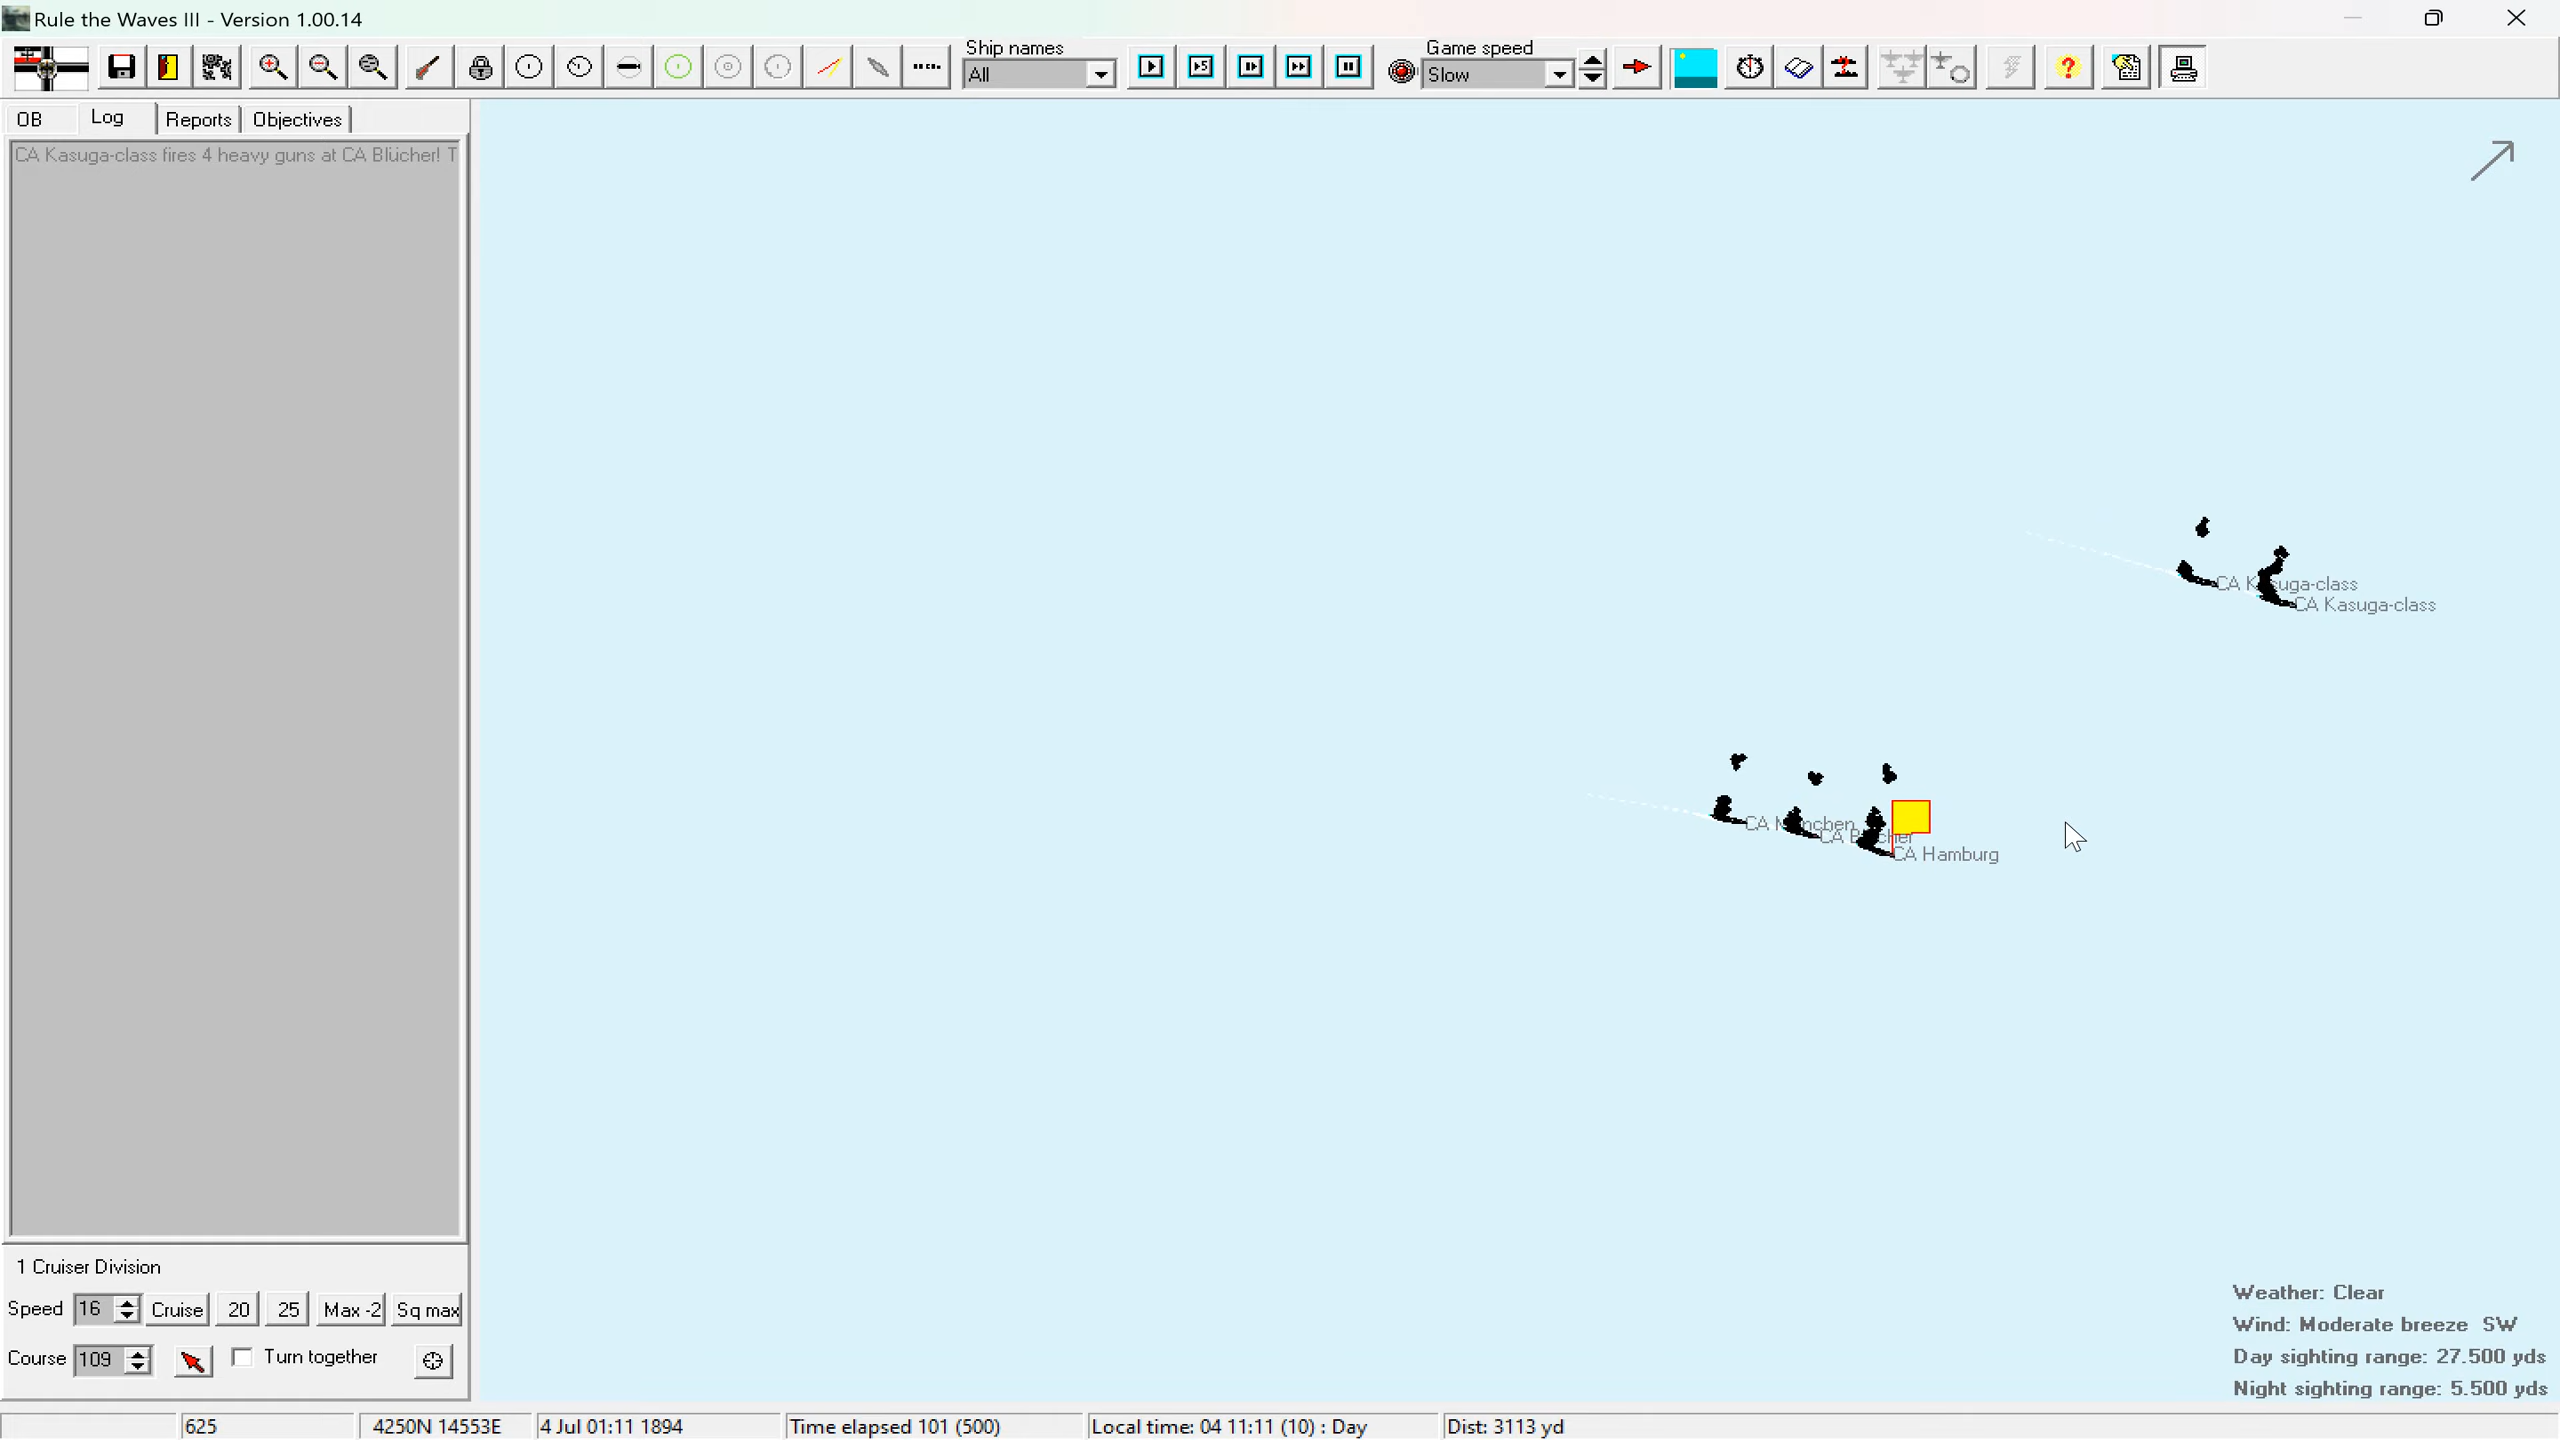 Rule the Waves III - Version 1.00.14
Ship names
All
Game speed
Slow
OB
Log
Reports
Objectives
CA Kasuga-class fires 4 heavy guns at CA Blücher! T
CA Kasuga-class
CA Kasuga-class
CA München
CA Blücher
CA Hamburg
1 Cruiser Division
Speed 16 Cruise 20 25 Max -2 Sq max
Course 109 Turn together
Weather: Clear
Wind: Moderate breeze SW
Day sighting range: 27.500 yds
Night sighting range: 5.500 yds
625
4250N 14553E
4 Jul 01:11 1894
Time elapsed 101 (500)
Local time: 04 11:11 (10) : Day
Dist: 3113 yd